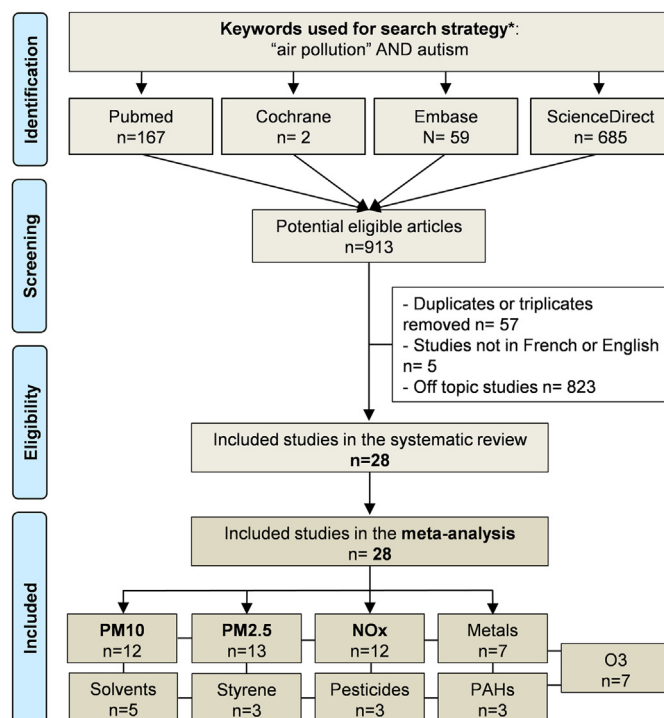 Identification
Keywords used for search strategy*:
"air pollution" AND autism
Pubmed
n=167
Cochrane
n= 2
Embase
N= 59
ScienceDirect
n= 685
Screening
Potential eligible articles
n=913
- Duplicates or triplicates
removed n= 57
- Studies not in French or English
n= 5
- Off topic studies n= 823
Eligibility
Included studies in the systematic review
n=28
Included
Included studies in the meta-analysis
n= 28
PM10
n=12
PM2.5
n=13
NOx
n=12
Metals
n=7
O3
n=7
Solvents
n=5
Styrene
n=3
Pesticides
n=3
PAHs
n=3